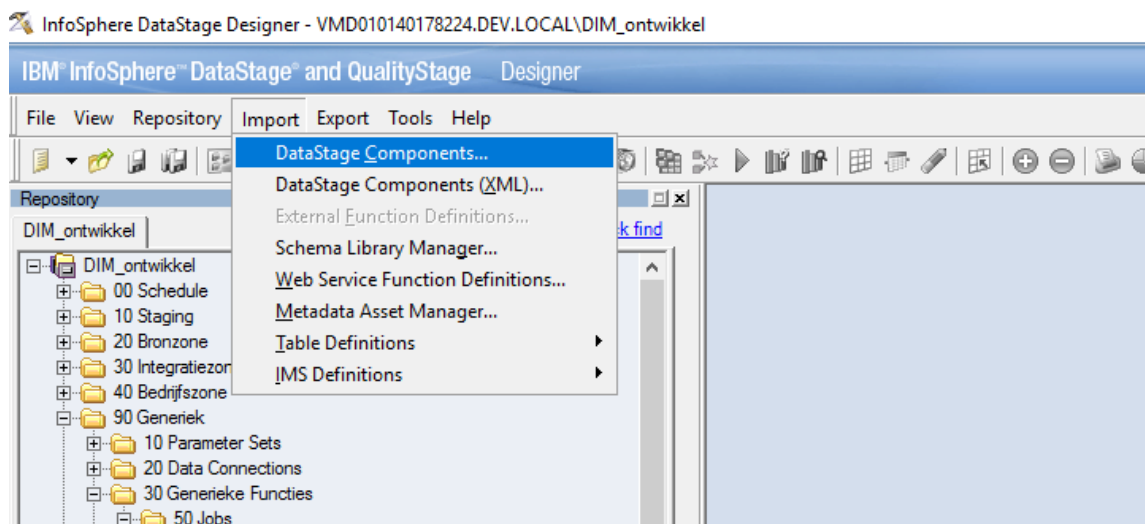 InfoSphere DataStage Designer - VMD010140178224.DEV.LOCAL\DIM_ontwikkel
IBM® InfoSphere™ DataStage® and QualityStage Designer
File View Repository Import Export Tools Help
DataStage Components...
DataStage Components (XML)...
External Function Definitions...
Schema Library Manager...
Web Service Function Definitions...
Metadata Asset Manager...
Table Definitions
IMS Definitions
Repository
DIM_ontwikkel
find
DIM_ontwikkel
00 Schedule
10 Staging
20 Bronzone
30 Integratiezon
40 Bedrijfszone
90 Generiek
10 Parameter Sets
20 Data Connections
30 Generieke Functies
50 Jobs